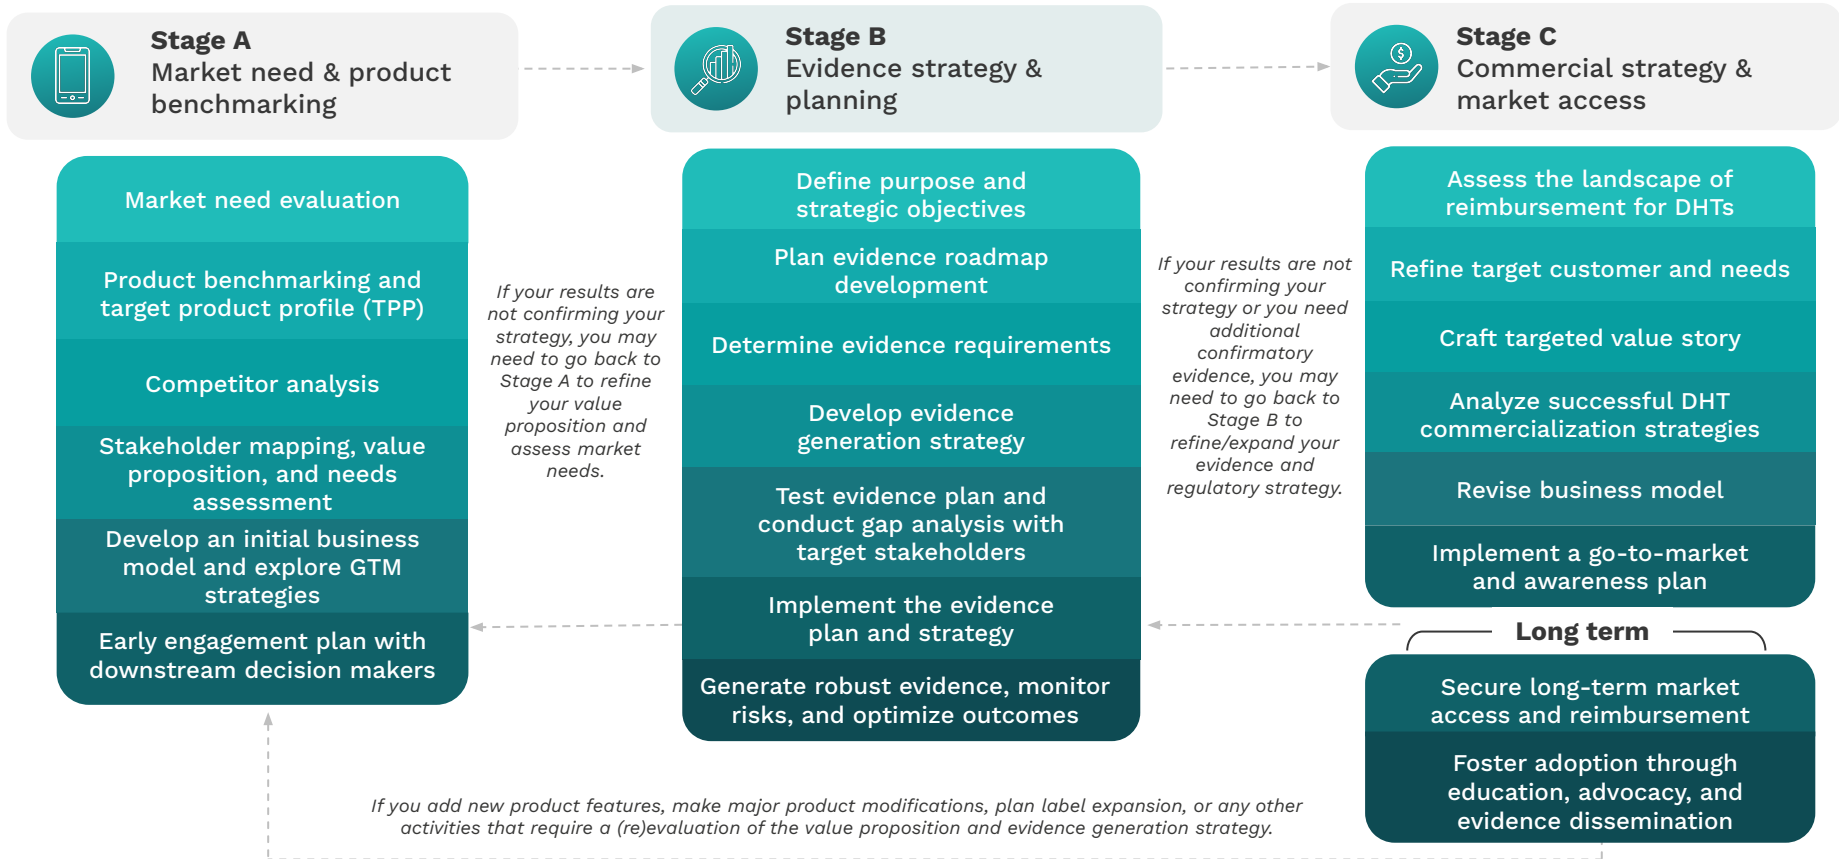 Stage A
Market need & product
benchmarking
Stage B
Evidence strategy &
planning
Stage C
Commercial strategy &
market access
Market need evaluation
Product benchmarking and
target product profile (TPP)
Competitor analysis
Stakeholder mapping, value
proposition, and needs
assessment
Develop an initial business
model and explore GTM
strategies
Early engagement plan with
downstream decision makers
If your results are
not confirming your
strategy, you may
need to go back to
Stage A to refine
your value
proposition and
assess market
needs.
Define purpose and
strategic objectives
Plan evidence roadmap
development
Determine evidence requirements
Develop evidence
generation strategy
Test evidence plan and
conduct gap analysis with
target stakeholders
Implement the evidence
plan and strategy
Generate robust evidence, monitor
risks, and optimize outcomes
If your results are not
confirming your
strategy or you need
additional
confirmatory
evidence, you may
need to go back to
Stage B to
refine/expand your
evidence and
regulatory strategy.
Assess the landscape of
reimbursement for DHTs
Refine target customer and needs
Craft targeted value story
Analyze successful DHT
commercialization strategies
Revise business model
Implement a go-to-market
and awareness plan
Long term
Secure long-term market
access and reimbursement
Foster adoption through
education, advocacy, and
evidence dissemination
If you add new product features, make major product modifications, plan label expansion, or any other
activities that require a (re)evaluation of the value proposition and evidence generation strategy.